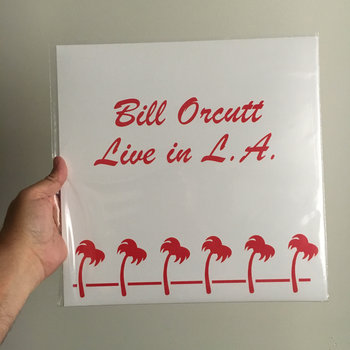 Bill Orcutt
Live in L.A.